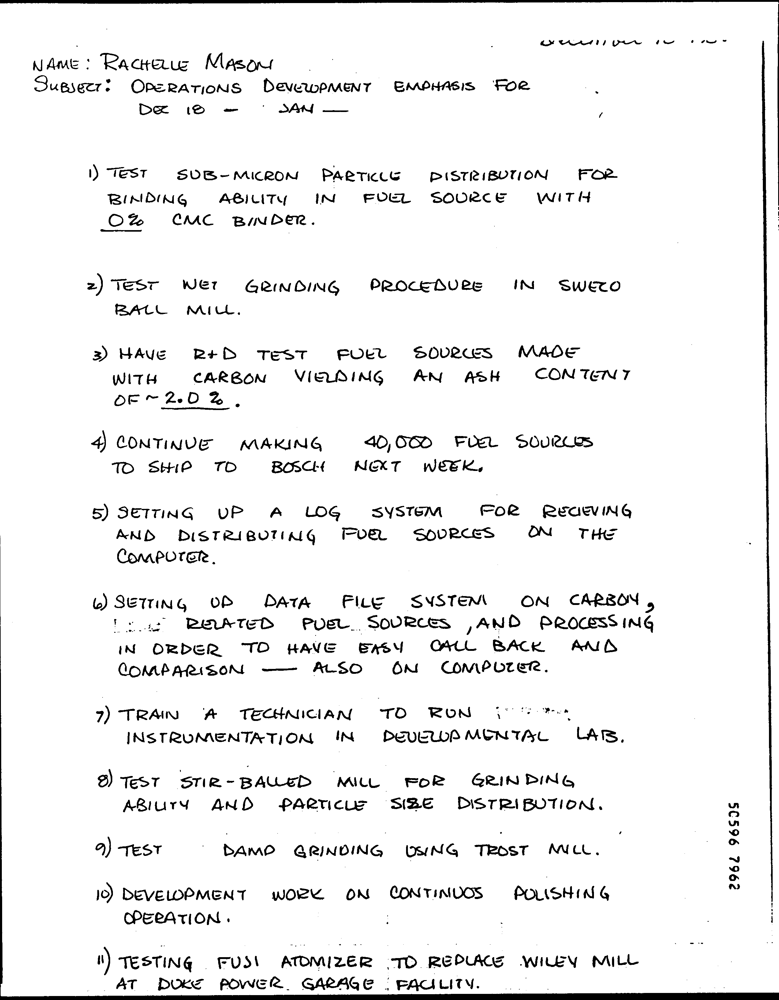 NAME: RACHELLE MASON
SUBJECT: OPERATIONS DEVELOPMENT EMPHASIS FOR
DEC 18 — JAN —
1) TEST SUB-MICRON PARTICLE DISTRIBUTION FOR
BINDING ABILITY IN FUEL SOURCE WITH
0% CMC BINDER.
2) TEST WET GRINDING PROCEDURE IN SWECO
BALL MILL.
3) HAVE R+D TEST FUEL SOURCES MADE
WITH CARBON YIELDING AN ASH CONTENT
OF ~ 2.0 %.
4) CONTINUE MAKING 40,000 FUEL SOURCES
TO SHIP TO BOSCH NEXT WEEK.
5) SETTING UP A LOG SYSTEM FOR RECIEVING
AND DISTRIBUTING FUEL SOURCES ON THE
COMPUTER.
6) SETTING UP DATA FILE SYSTEM ON CARBON,
RELATED FUEL SOURCES, AND PROCESSING
IN ORDER TO HAVE EASY CALL BACK AND
COMPARISON — ALSO ON COMPUTER.
7) TRAIN A TECHNICIAN TO RUN
INSTRUMENTATION IN DEVELOPMENTAL LAB.
8) TEST STIR-BALLED MILL FOR GRINDING
ABILITY AND PARTICLE SIZE DISTRIBUTION.
9) TEST DAMP GRINDING USING TROST MILL.
10) DEVELOPMENT WORK ON CONTINUOS POLISHING
OPERATION.
11) TESTING FUJI ATOMIZER TO REPLACE WILEY MILL
AT DUKE POWER GARAGE FACILITY.
50596 7962